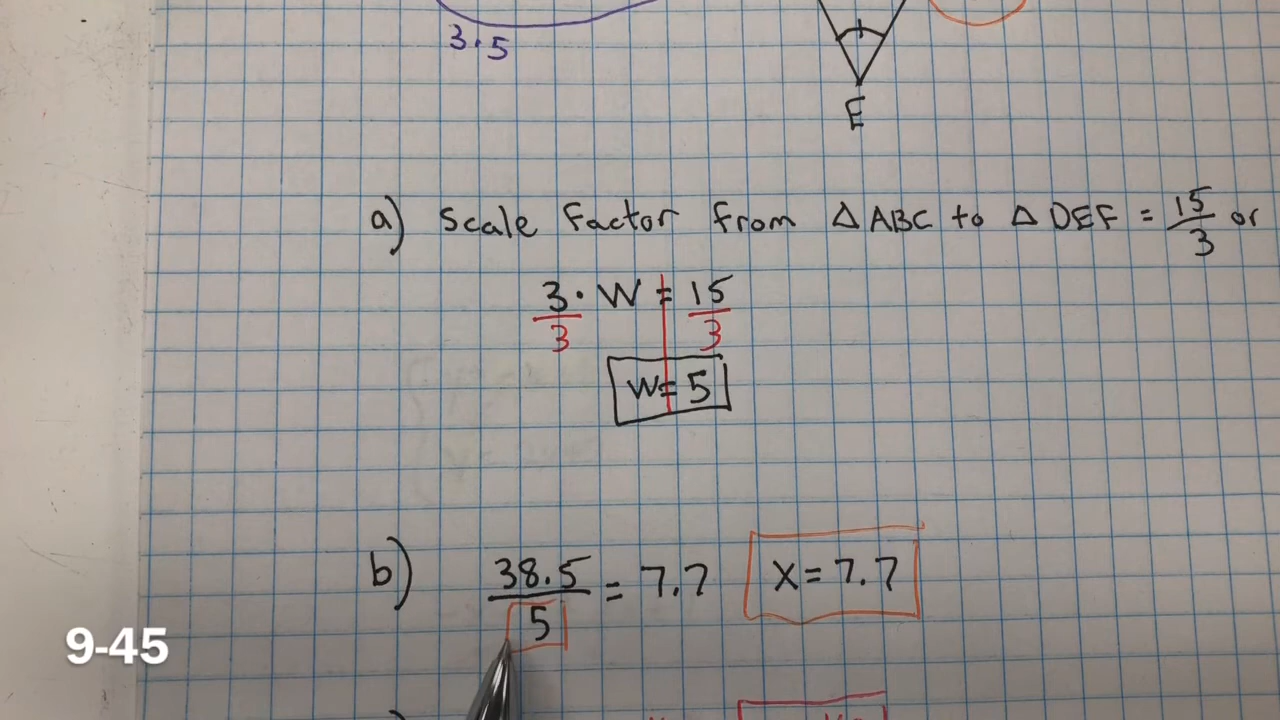 3.5
E
a) Scale Factor from △ABC to △DEF = 15/3 or
3 · W = 15
3 3
W = 5
b) 38.5/5 = 7.7 X = 7.7
9-45